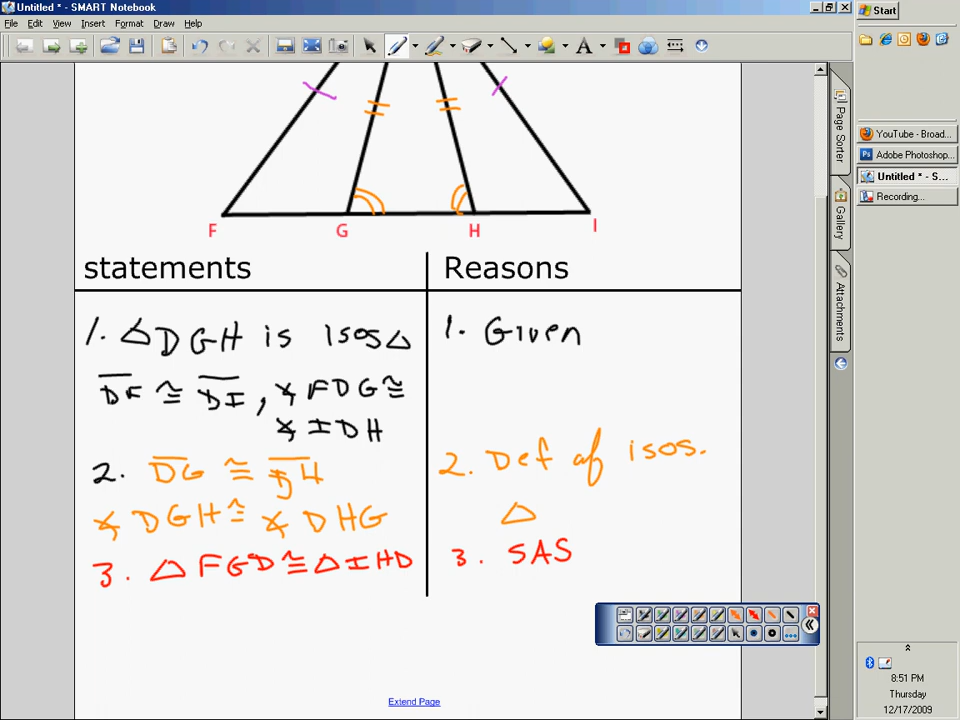 Untitled * - SMART Notebook
Start
File Edit View Insert Format Draw Help
F G H I
statements Reasons
1. △DGH is isos△ 1. Given
DF ≅ DI, ∡FDG ≅
∡IDH
2. DG ≅ DH 2. Def of isos.
∡DGH ≅ ∡DHG △
3. △FGD ≅ △IHD 3. SAS
Extend Page
Page Sorter
Gallery
Attachments
YouTube - Broad...
Adobe Photoshop...
Untitled * - S...
Recording...
8:51 PM
Thursday
12/17/2009